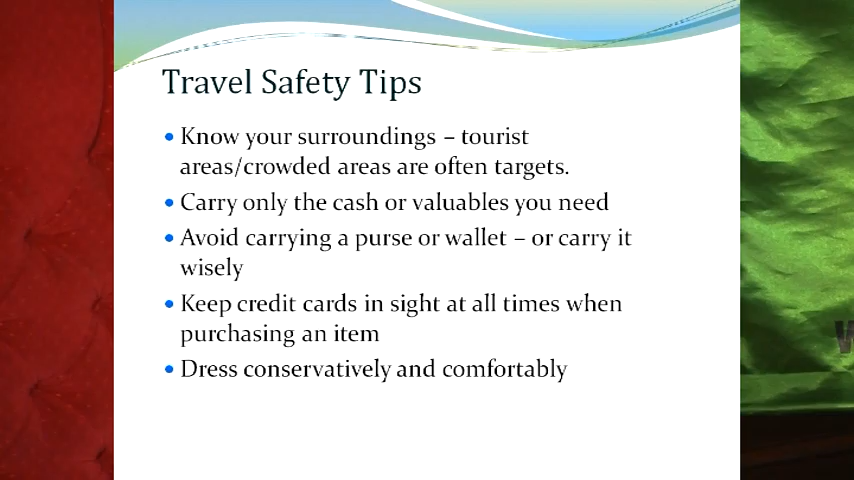 Travel Safety Tips
• Know your surroundings – tourist
areas/crowded areas are often targets.
• Carry only the cash or valuables you need
• Avoid carrying a purse or wallet – or carry it
wisely
• Keep credit cards in sight at all times when
purchasing an item
• Dress conservatively and comfortably